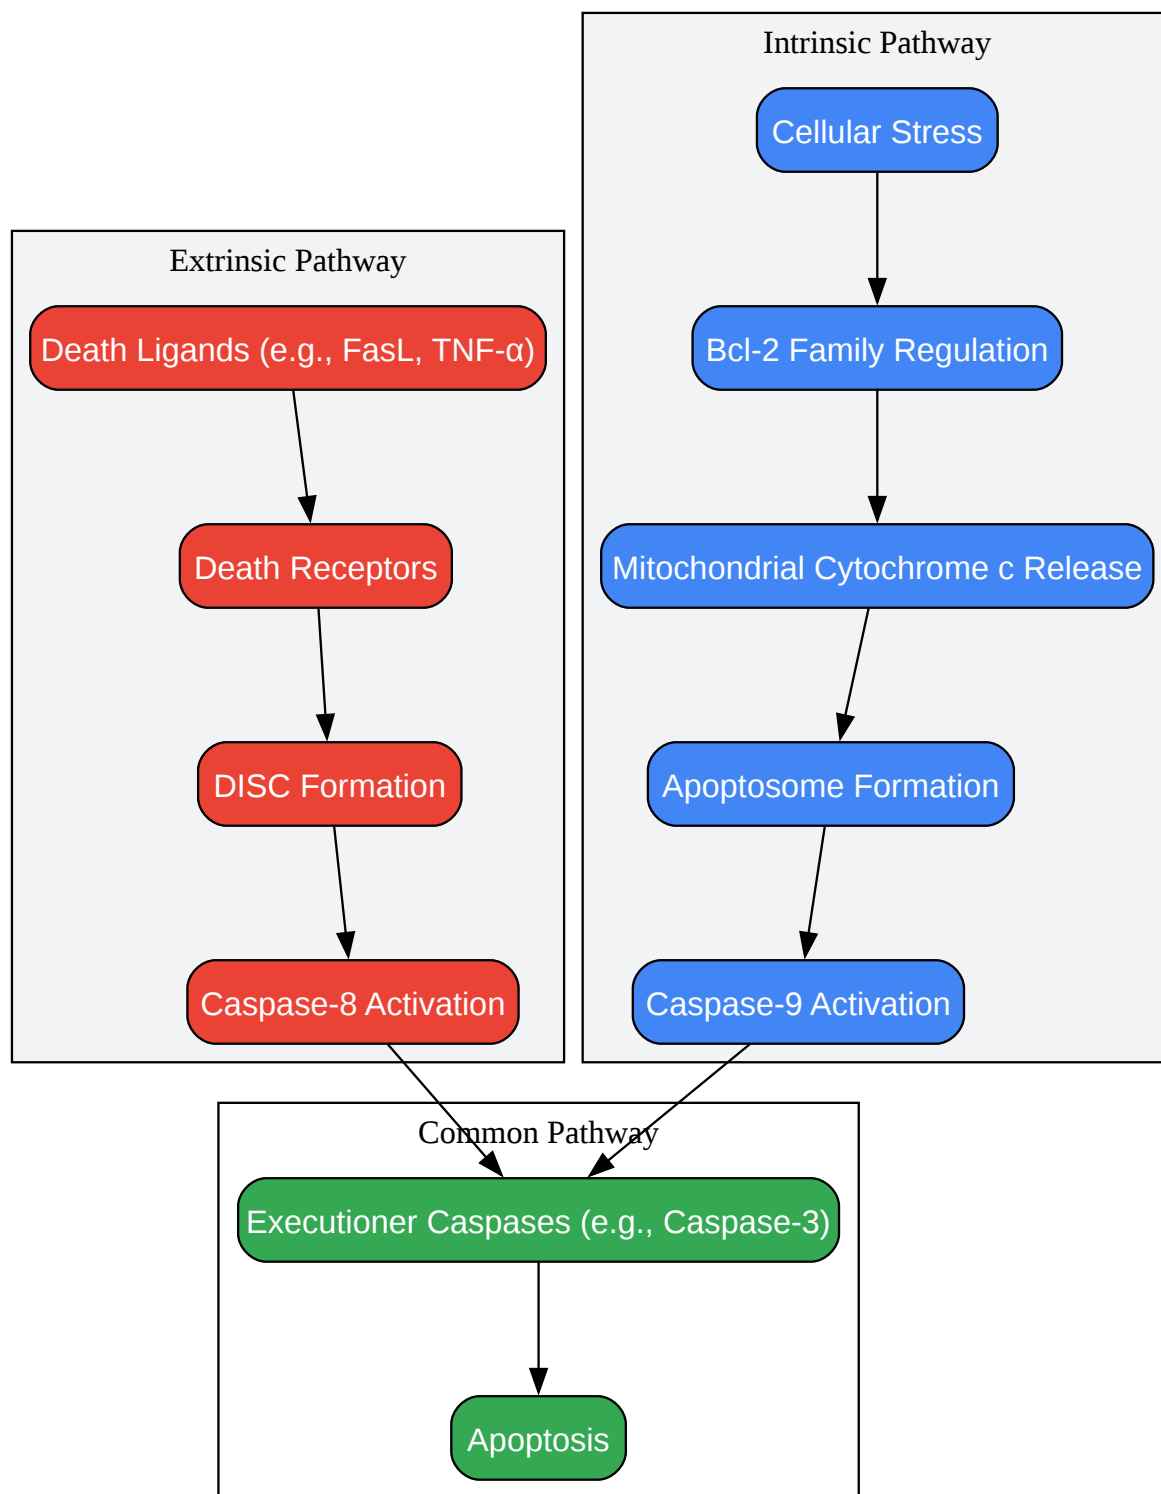 Extrinsic Pathway
Death Ligands (e.g., FasL, TNF-α)
Death Receptors
DISC Formation
Caspase-8 Activation
Intrinsic Pathway
Cellular Stress
Bcl-2 Family Regulation
Mitochondrial Cytochrome c Release
Apoptosome Formation
Caspase-9 Activation
Common Pathway
Executioner Caspases (e.g., Caspase-3)
Apoptosis